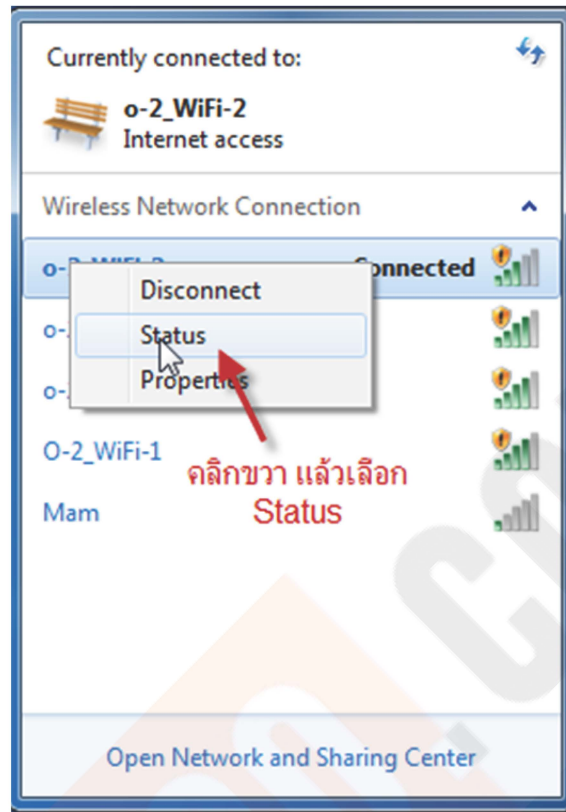 Currently connected to:
o-2_WiFi-2
Internet access
Wireless Network Connection
Connected
Disconnect
Status
Properties
O-2_WiFi-1
คลิกขวา แล้วเลือก
Status
Mam
Open Network and Sharing Center